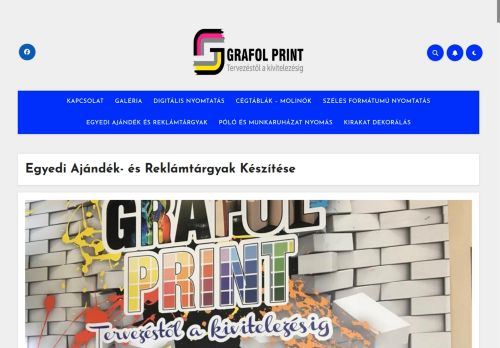 GRAFOL PRINT
Tervezéstől a kivitelezésig
KAPCSOLAT GALÉRIA DIGITÁLIS NYOMTATÁS CÉGTÁBLÁK – MOLINÓK SZÉLES FORMÁTUMÚ NYOMTATÁS
EGYEDI AJÁNDÉK ÉS REKLÁMTÁRGYAK PÓLÓ ÉS MUNKARUHÁZAT NYOMÁS KIRAKAT DEKORÁLÁS
Egyedi Ajándék- és Reklámtárgyak Készítése
GRAFOL
PRINT
Tervezéstől a kivitelezésig